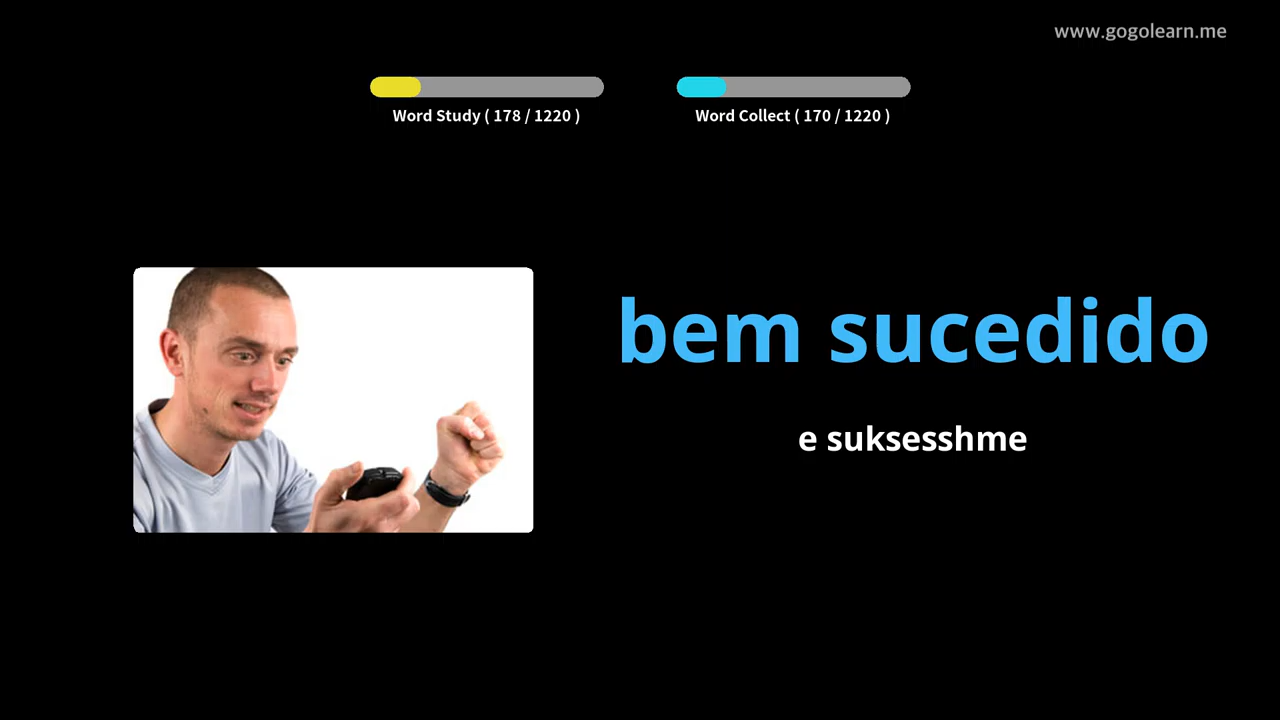 www.gogolearn.me
Word Study ( 178 / 1220 )
Word Collect ( 170 / 1220 )
bem sucedido
e suksesshme